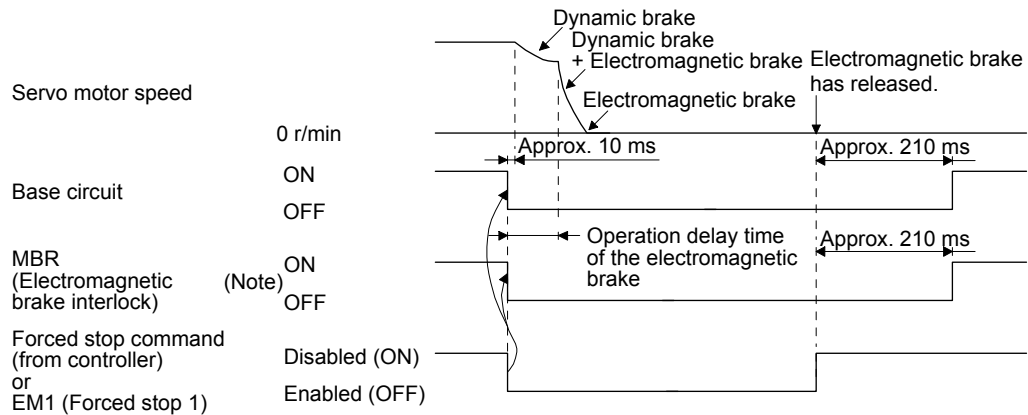 Dynamic brake
Dynamic brake
+ Electromagnetic brake
Electromagnetic brake
has released.
Servo motor speed
Electromagnetic brake
0 r/min
Approx. 10 ms
Approx. 210 ms
Base circuit
ON
OFF
Operation delay time
of the electromagnetic
brake
Approx. 210 ms
MBR
(Electromagnetic
brake interlock)
(Note)
ON
OFF
Forced stop command
(from controller)
or
EM1 (Forced stop 1)
Disabled (ON)
Enabled (OFF)